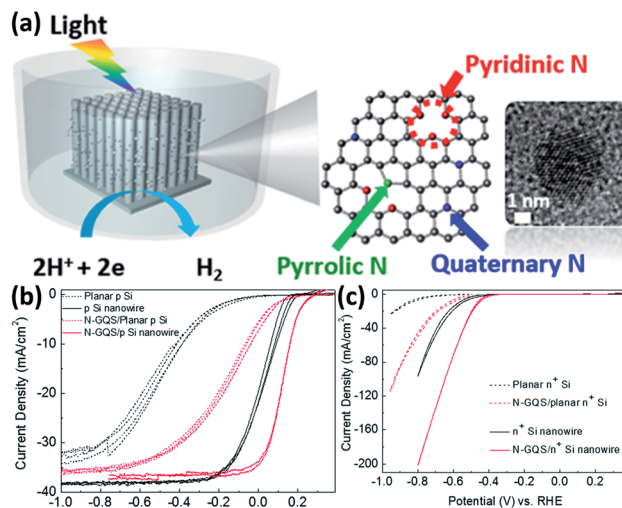 (a)
Light
Pyridinic N
1 nm
2H⁺ + 2e
H₂
Pyrrolic N
Quaternary N
(b)
Current Density (mA/cm²)
0
-10
-20
-30
-40
-1.0 -0.8 -0.6 -0.4 -0.2 0.0 0.2
Planar p Si
p Si nanowire
N-GQS/Planar p Si
N-GQS/p Si nanowire
(c)
Current Density (mA/cm²)
0
-40
-80
-120
-160
-200
-1.0 -0.8 -0.6 -0.4 -0.2 0.0 0.2
Planar n⁺ Si
N-GQS/planar n⁺ Si
n⁺ Si nanowire
N-GQS/n⁺ Si nanowire
Potential (V) vs. RHE